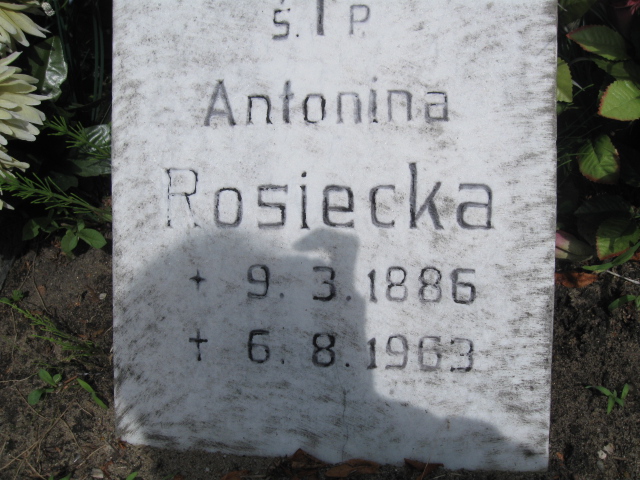 Ś.†P.
Antonina
Rosiecka
+ 9. 3. 1886
† 6. 8. 1963